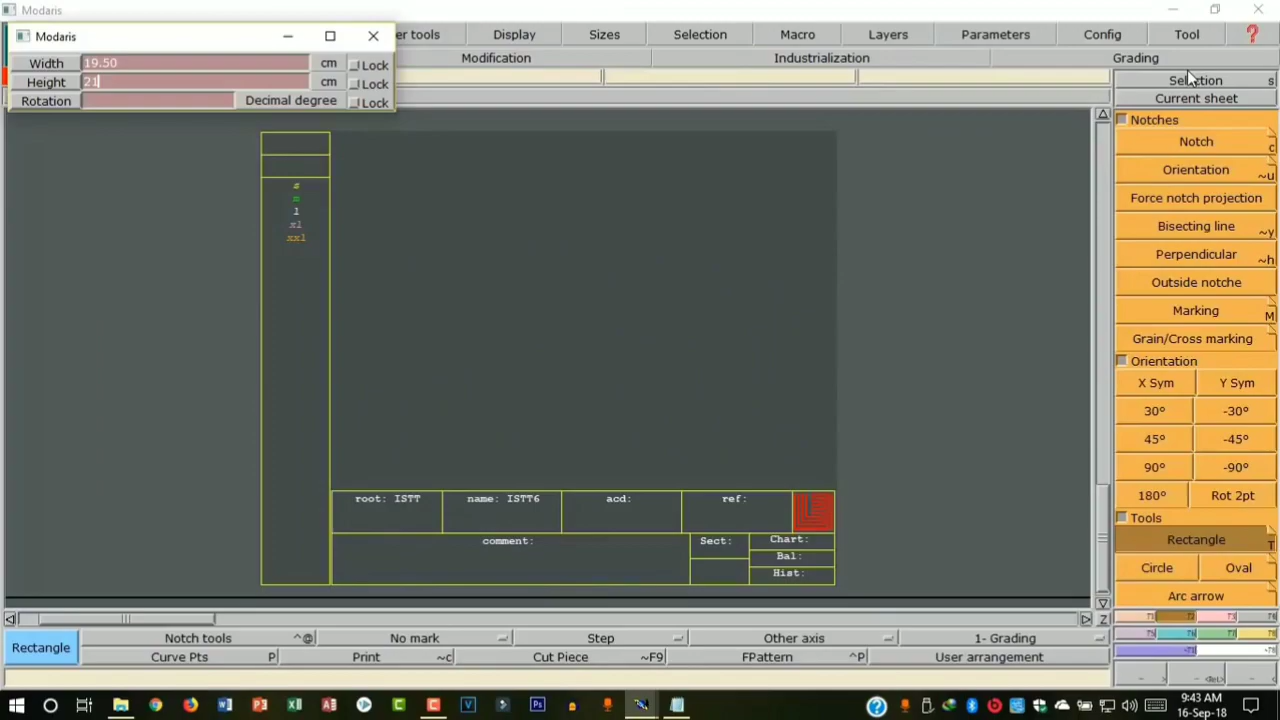 Modaris
Modaris
er tools Display Sizes Selection Macro Layers Parameters Config Tool ?
Width 19.50 cm Lock
Height 21 cm Lock
Rotation Decimal degree Lock
Modification Industrialization Grading
Selection s
Current sheet
Notches
Notch c
Orientation ~u
Force notch projection
Bisecting line ~y
Perpendicular ~h
Outside notche
Marking M
Grain/Cross marking
Orientation
X Sym Y Sym
30° -30°
45° -45°
90° -90°
180° Rot 2pt
Tools
Rectangle T
Circle Oval
Arc arrow
s
m
l
xl
xxl
root: ISTT name: ISTT6 acd: ref:
comment: Sect: Chart:
Bal:
Hist:
Z
Rectangle
Notch tools ^@ No mark Step Other axis 1- Grading
Curve Pts P Print ~c Cut Piece ~F9 FPattern ^P User arrangement
9:43 AM
16-Sep-18